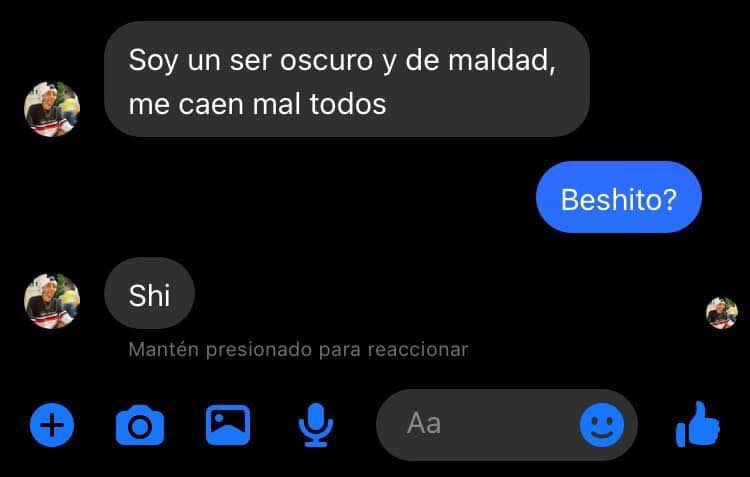 Soy un ser oscuro y de maldad,
me caen mal todos
Beshito?
Shi
Mantén presionado para reaccionar
Aa